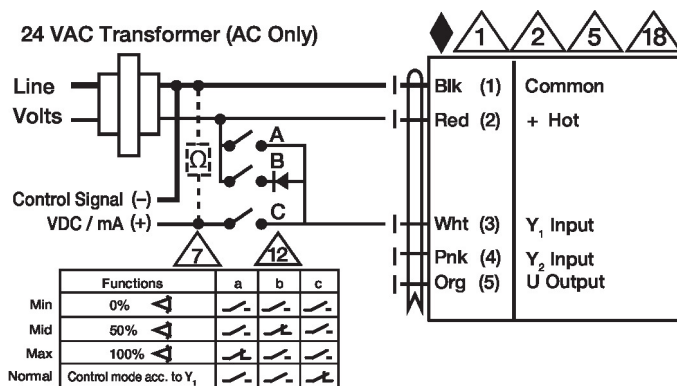 24 VAC Transformer (AC Only)
1 2 5 18
Line
Volts
Blk (1) Common
Red (2) + Hot
A
Ω
B
Control Signal (–)
C
VDC / mA (+)
Wht (3) Y1 Input
7 12
Pnk (4) Y2 Input
Org (5) U Output
Functions a b c
Min 0%
Mid 50%
Max 100%
Normal Control mode acc. to Y1